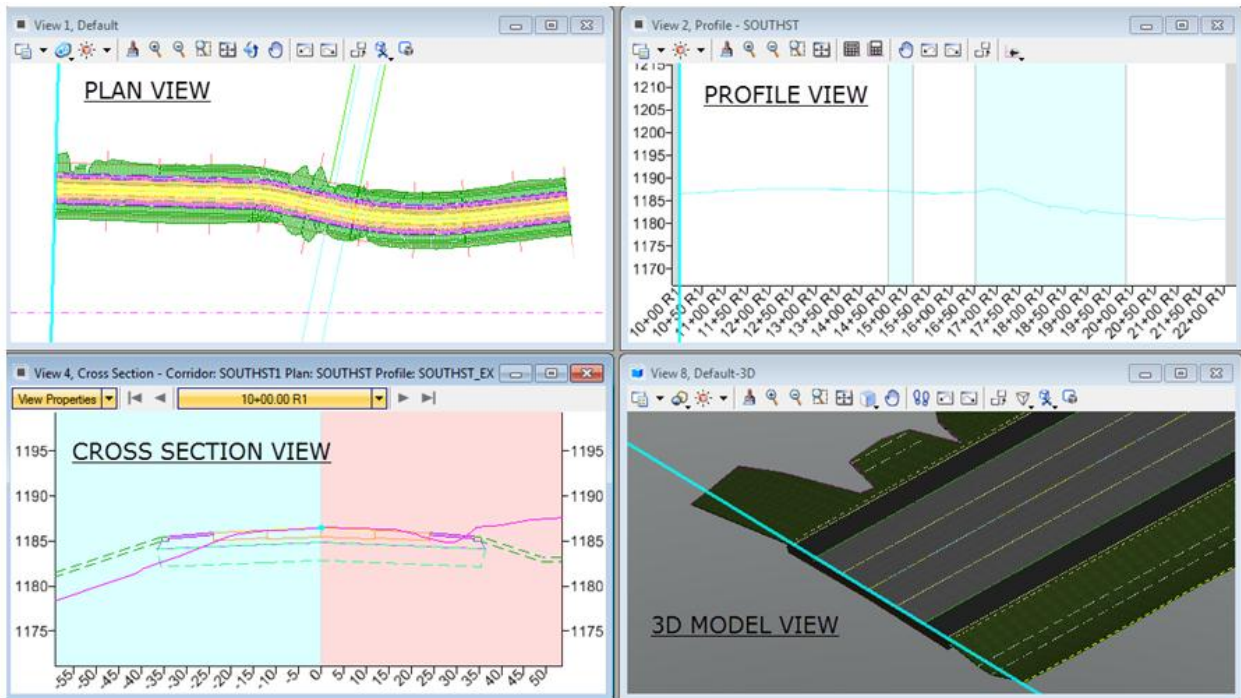 View 1, Default
PLAN VIEW
View 2, Profile - SOUTHST
PROFILE VIEW
1215
1210
1205
1200
1195
1190
1185
1180
1175
1170
10+00 R1
10+50 R1
11+00 R1
11+50 R1
12+00 R1
12+50 R1
13+00 R1
13+50 R1
14+00 R1
14+50 R1
15+00 R1
15+50 R1
16+00 R1
16+50 R1
17+00 R1
17+50 R1
18+00 R1
18+50 R1
19+00 R1
19+50 R1
20+00 R1
20+50 R1
21+00 R1
21+50 R1
22+00 R1
View 4, Cross Section - Corridor: SOUTHST1 Plan: SOUTHST Profile: SOUTHST_EX
View Properties
10+00.00 R1
CROSS SECTION VIEW
1195 1195
1190 1190
1185 1185
1180 1180
1175 1175
-55 -50 -45 -40 -35 -30 -25 -20 -15 -10 -5 0 5 10 15 20 25 30 35 40 45 50
View 8, Default-3D
3D MODEL VIEW